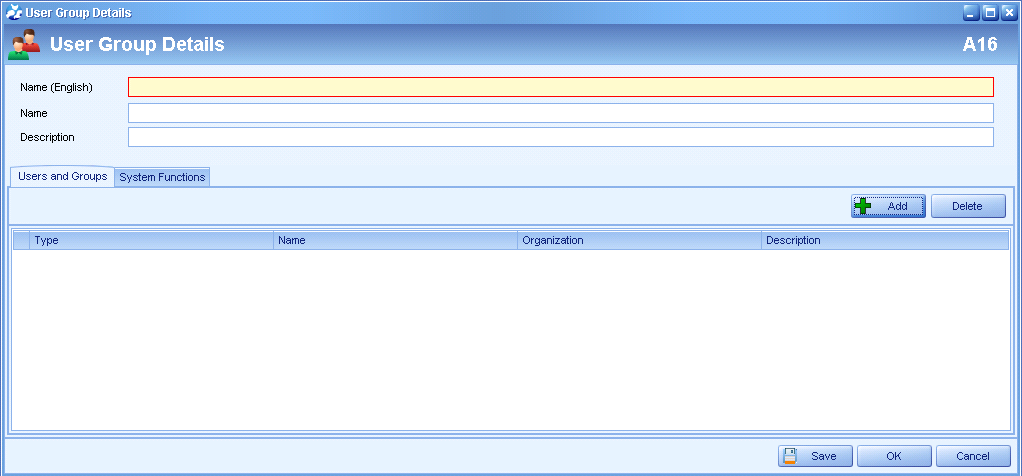 User Group Details
User Group Details A16
Name (English)
Name
Description
Users and Groups System Functions
Add Delete
Type Name Organization Description
Save OK Cancel